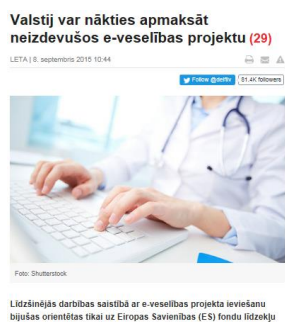 Valstij var nākties apmaksāt
neizdevušos e-veselības projektu (29)
LETA | 8. septembris 2015 10:44
Follow @delfilv
81.4K followers
Foto: Shutterstock
Līdzšinējās darbības saistībā ar e-veselības projekta ieviešanu
bijušas orientētas tikai uz Eiropas Savienības (ES) fondu līdzekļu